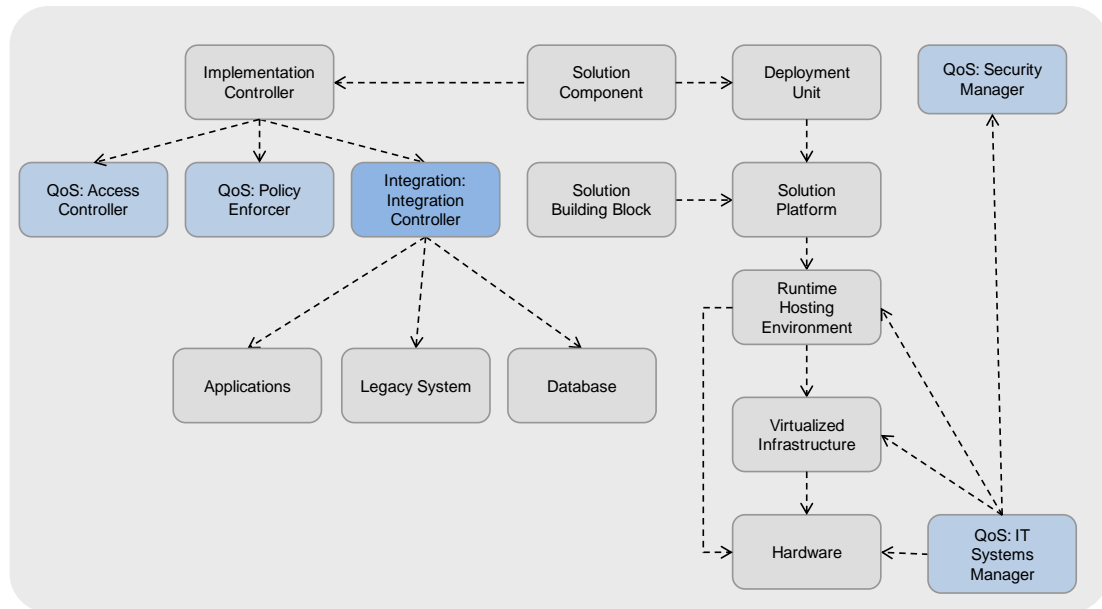 Implementation
Controller
Solution
Component
Deployment
Unit
QoS: Security
Manager
QoS: Access
Controller
QoS: Policy
Enforcer
Integration:
Integration
Controller
Solution
Building Block
Solution
Platform
Runtime
Hosting
Environment
Applications
Legacy System
Database
Virtualized
Infrastructure
Hardware
QoS: IT
Systems
Manager